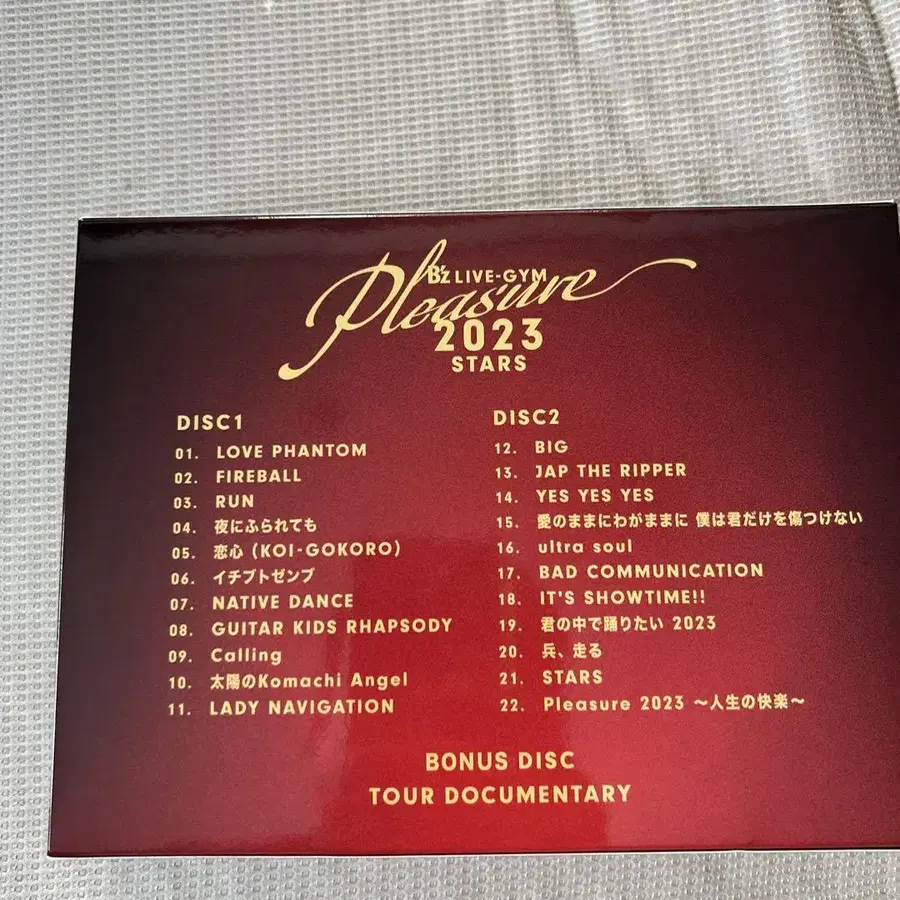 B'z LIVE-GYM
Pleasure
2023
STARS
DISC1
01. LOVE PHANTOM
02. FIREBALL
03. RUN
04. 夜にふられても
05. 恋心 (KOI-GOKORO)
06. イチブトゼンブ
07. NATIVE DANCE
08. GUITAR KIDS RHAPSODY
09. Calling
10. 太陽のKomachi Angel
11. LADY NAVIGATION
DISC2
12. BIG
13. JAP THE RIPPER
14. YES YES YES
15. 愛のままにわがままに 僕は君だけを傷つけない
16. ultra soul
17. BAD COMMUNICATION
18. IT'S SHOWTIME!!
19. 君の中で踊りたい 2023
20. 兵、走る
21. STARS
22. Pleasure 2023 〜人生の快楽〜
BONUS DISC
TOUR DOCUMENTARY